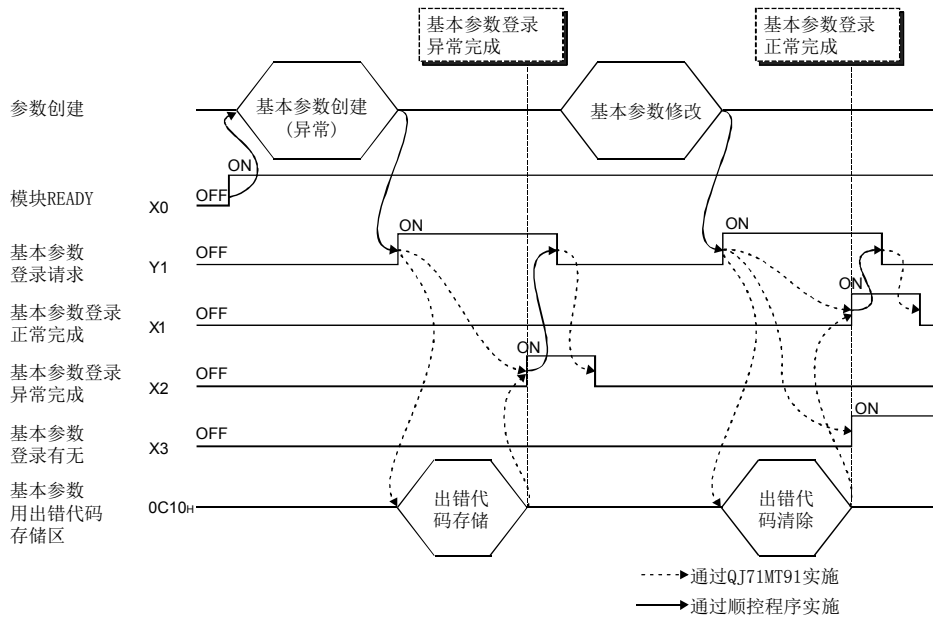 基本参数登录
异常完成
基本参数登录
正常完成
参数创建
基本参数创建
(异常)
基本参数修改
模块READY
X0
OFF
ON
基本参数
登录请求
Y1
OFF
ON
ON
基本参数登录
正常完成
X1
OFF
ON
基本参数登录
异常完成
X2
OFF
ON
基本参数
登录有无
X3
OFF
ON
基本参数
用出错代码
存储区
0C10H
出错代
码存储
出错代
码清除
通过QJ71MT91实施
通过顺控程序实施